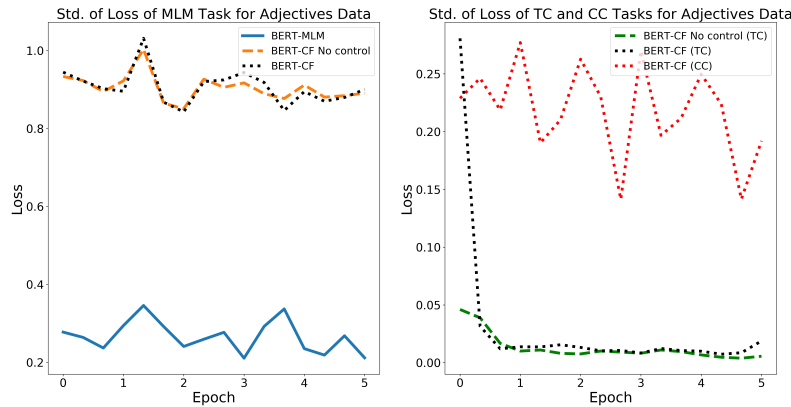 Std. of Loss of MLM Task for Adjectives Data
BERT-MLM
BERT-CF No control
BERT-CF
Loss
1.0
0.8
0.6
0.4
0.2
0
1
2
3
4
5
Epoch
Std. of Loss of TC and CC Tasks for Adjectives Data
BERT-CF No control (TC)
BERT-CF (TC)
BERT-CF (CC)
Loss
0.25
0.20
0.15
0.10
0.05
0.00
0
1
2
3
4
5
Epoch